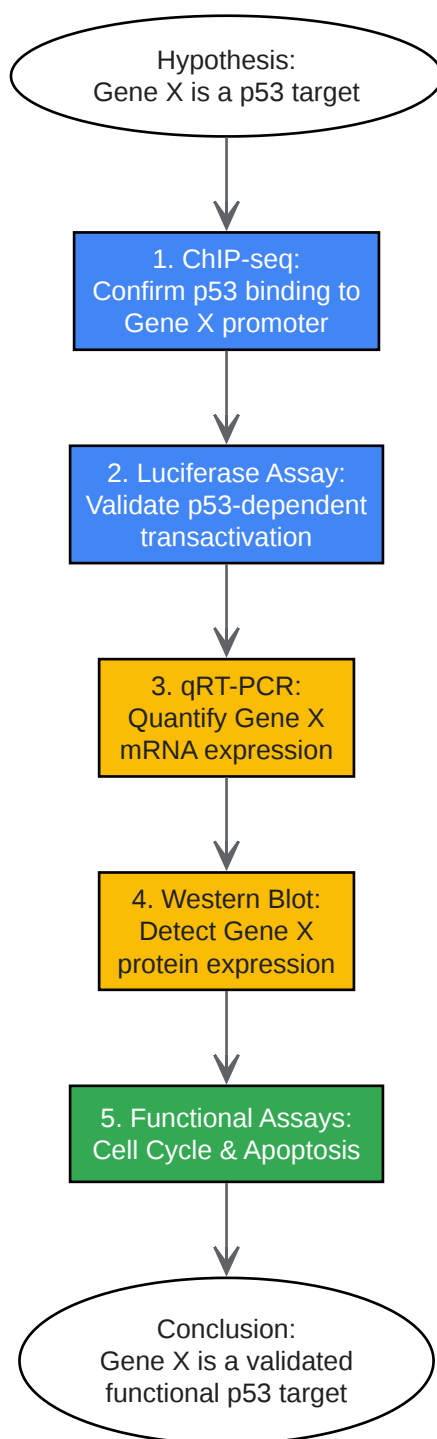 Hypothesis:
Gene X is a p53 target
1. ChIP-seq:
Confirm p53 binding to
Gene X promoter
2. Luciferase Assay:
Validate p53-dependent
transactivation
3. qRT-PCR:
Quantify Gene X
mRNA expression
4. Western Blot:
Detect Gene X
protein expression
5. Functional Assays:
Cell Cycle & Apoptosis
Conclusion:
Gene X is a validated
functional p53 target